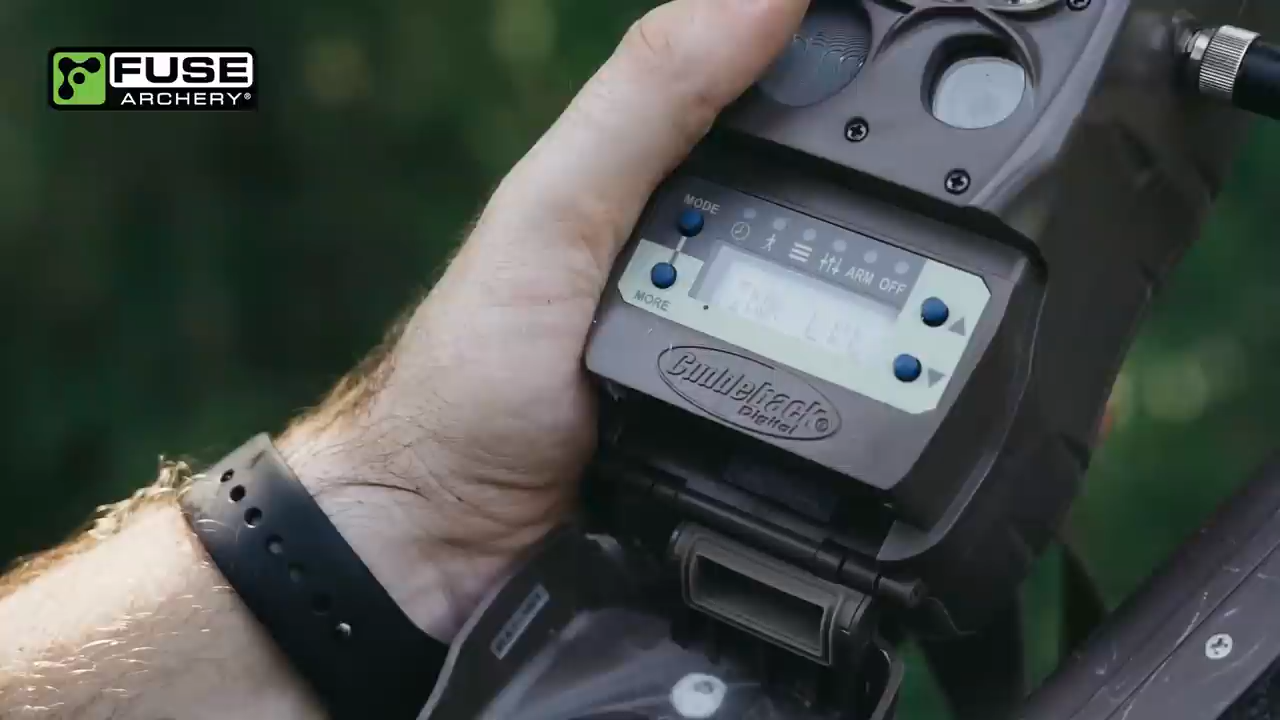 FUSE
ARCHERY®
MODE
ARM OFF
MORE
Cuddeback®
Digital